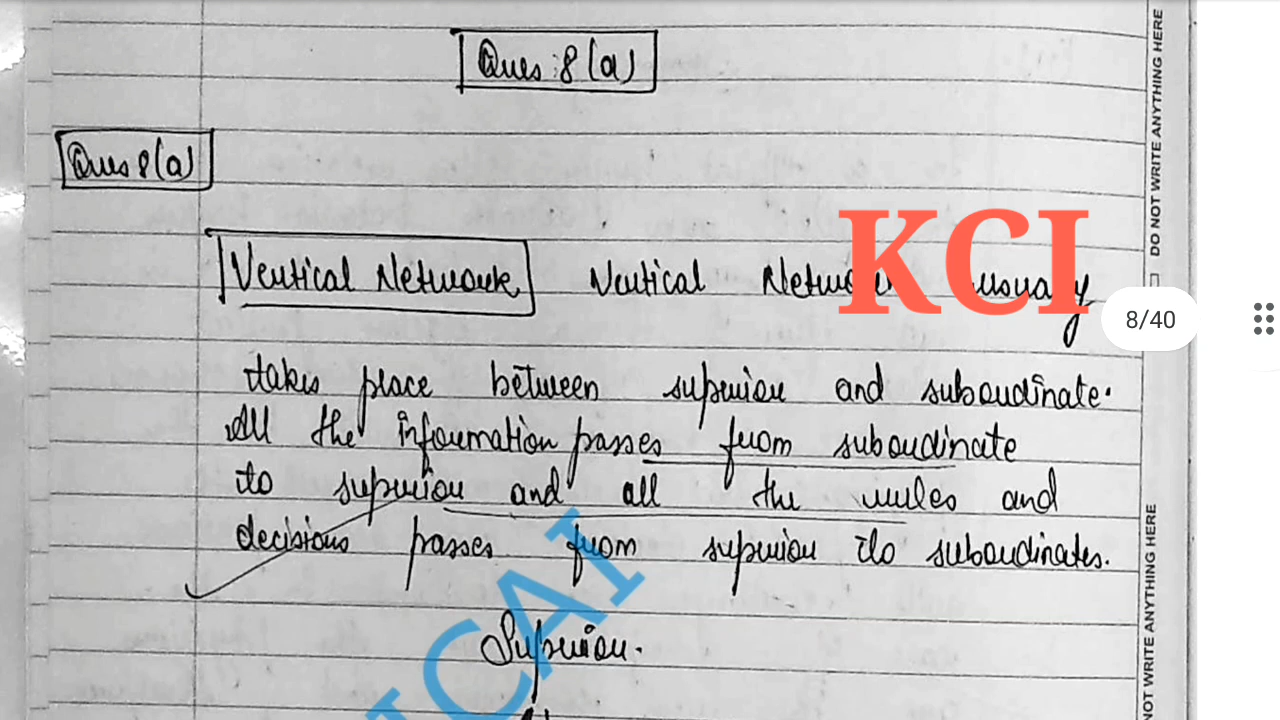 Ques 8(a)
Ques 8(a)
Vertical Network Vertical Network usually
KCI
8/40
takes place between superior and subordinate.
All the information passes from subordinate
to superior and all the rules and
decisions passes from superior to subordinates.
Superior.
ICAI
DO NOT WRITE ANYTHING HERE
NOT WRITE ANYTHING HERE